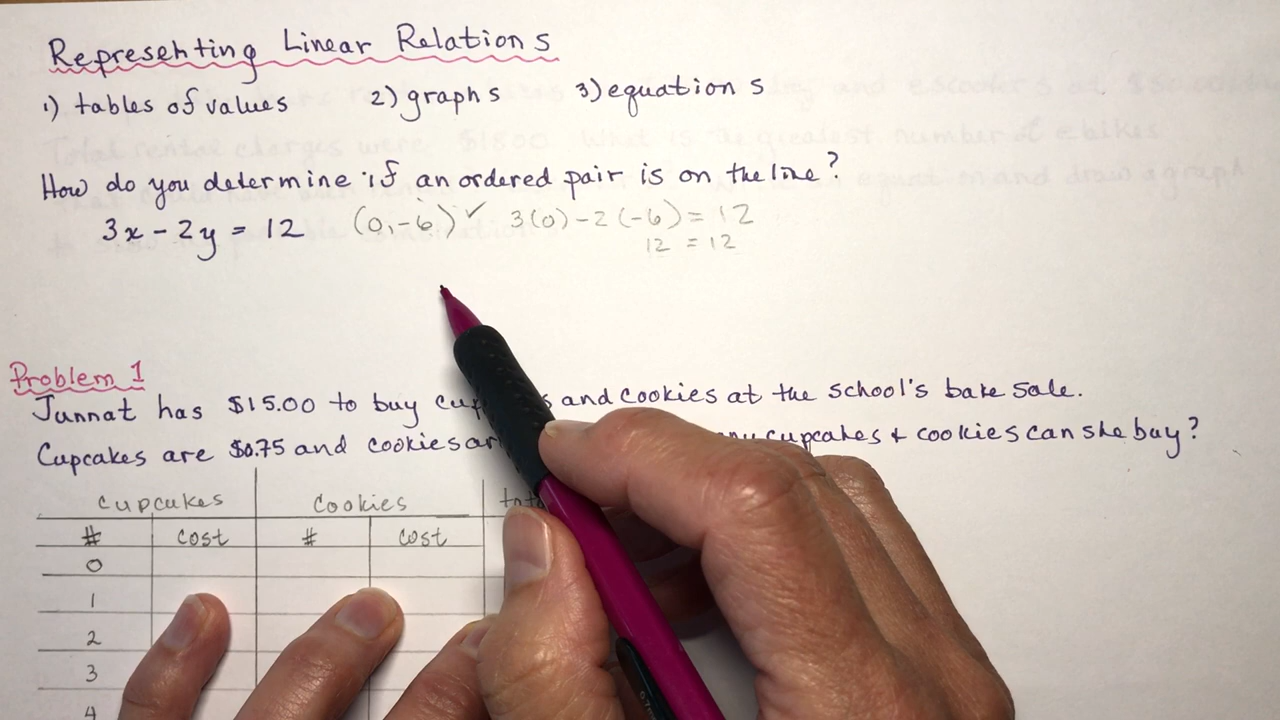 Representing Linear Relations
1) tables of values 2) graphs 3) equations
How do you determine if an ordered pair is on the line?
3x - 2y = 12 (0, -6) ✓ 3(0) - 2(-6) = 12
12 = 12
Problem 1
Junnat has $15.00 to buy and cookies at the school's bake sale.
Cupcakes are $0.75 and cookies cupcakes + cookies can she buy?
cupcakes cookies
# cost # cost
0
1
2
3
4